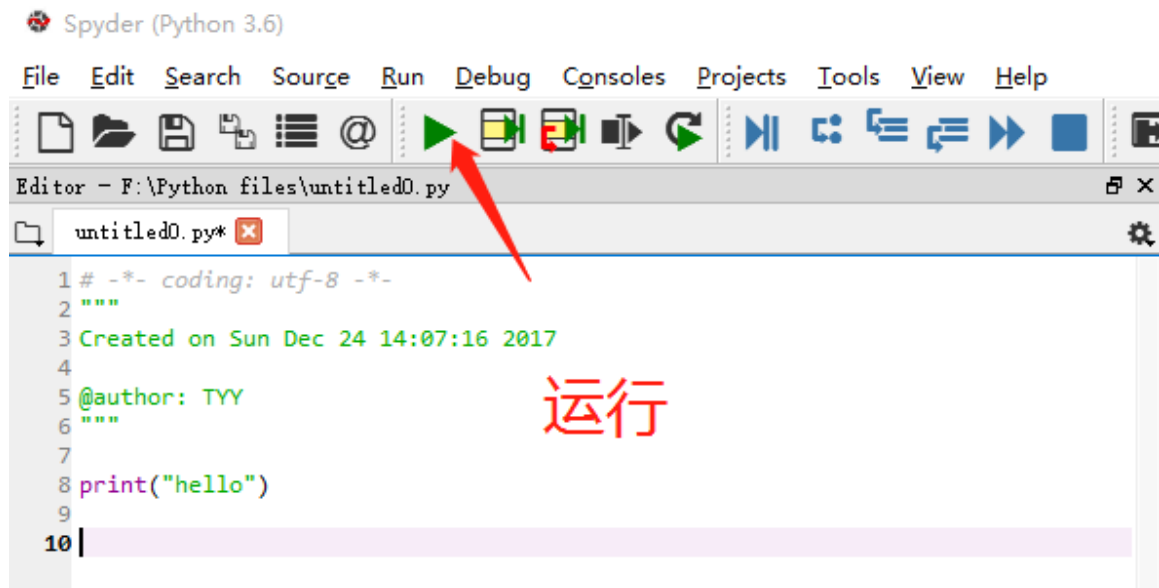 Spyder (Python 3.6)
File Edit Search Source Run Debug Consoles Projects Tools View Help
Editor - F:\Python files\untitled0.py
untitled0.py*
1 # -*- coding: utf-8 -*-
2 """
3 Created on Sun Dec 24 14:07:16 2017
4
5 @author: TYY
6 """
7
8 print("hello")
9
10
运行